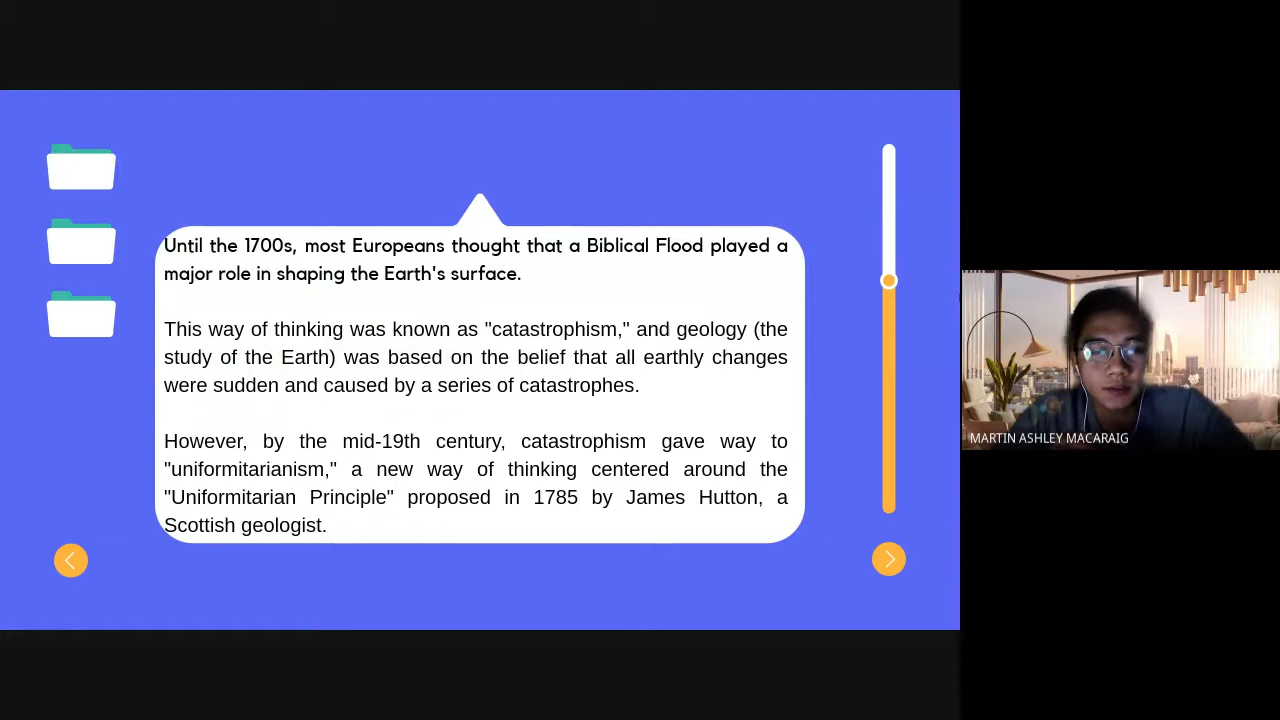 Until the 1700s, most Europeans thought that a Biblical Flood played a
major role in shaping the Earth's surface.
This way of thinking was known as "catastrophism," and geology (the
study of the Earth) was based on the belief that all earthly changes
were sudden and caused by a series of catastrophes.
However, by the mid-19th century, catastrophism gave way to
"uniformitarianism," a new way of thinking centered around the
"Uniformitarian Principle" proposed in 1785 by James Hutton, a
Scottish geologist.
MARTIN ASHLEY MACARAIG